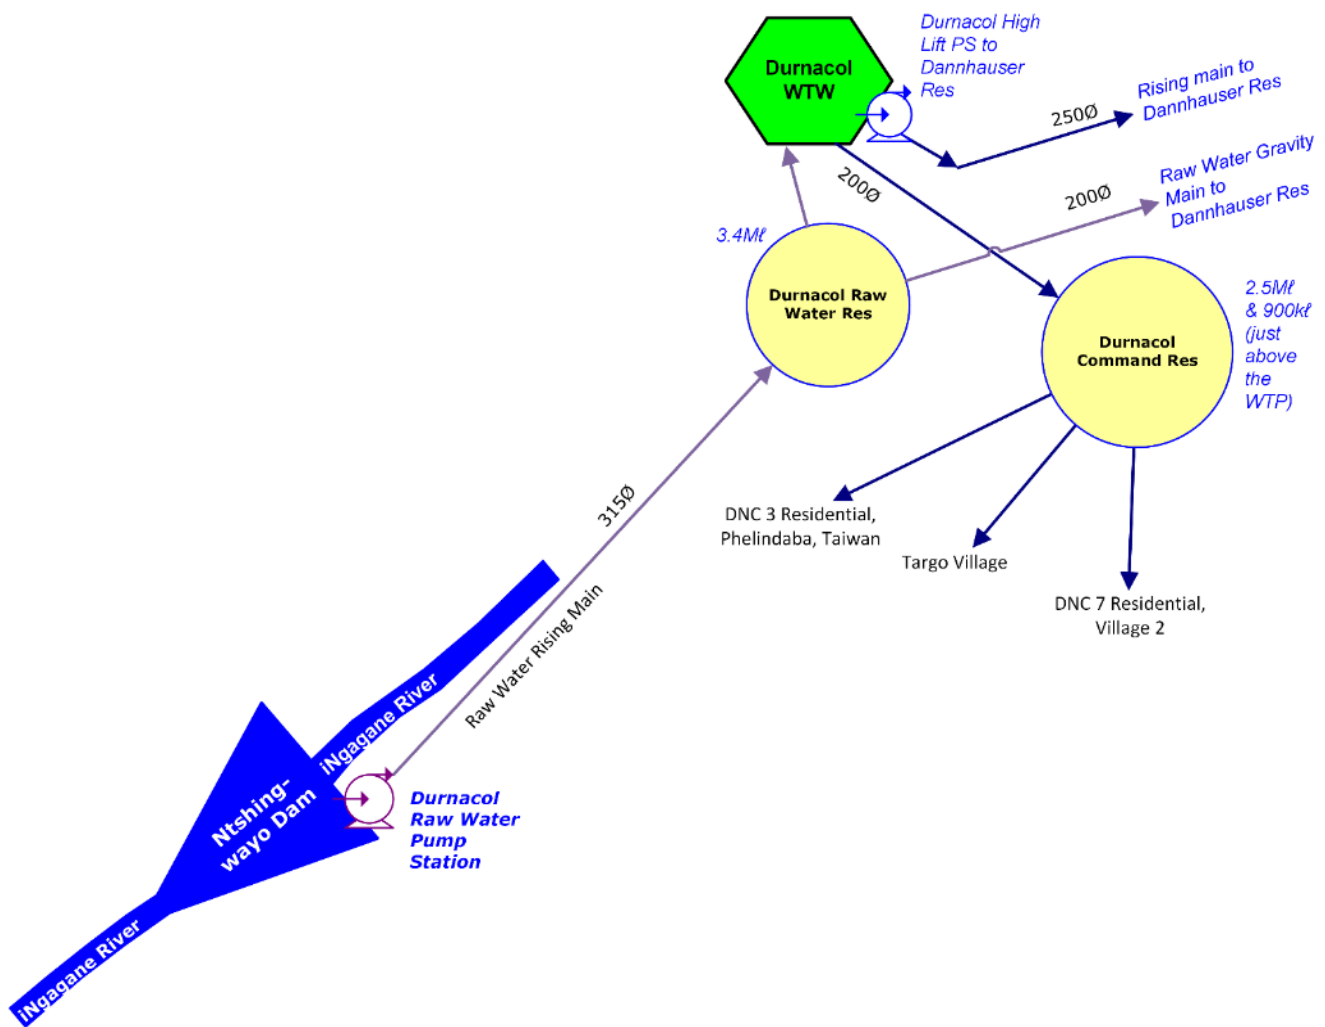 Durnacol High
Lift PS to
Dannhauser
Res
Durnacol
WTW
Rising main to
Dannhauser Res
250Ø
Raw Water Gravity
Main to
Dannhauser Res
200Ø
200Ø
3.4Mℓ
Durnacol Raw
Water Res
2.5Mℓ
& 900kℓ
(just
above
the
WTP)
Durnacol
Command Res
315Ø
DNC 3 Residential,
Phelindaba, Taiwan
Targo Village
DNC 7 Residential,
Village 2
Raw Water Rising Main
iNgagane River
Ntshing-
wayo Dam
Durnacol
Raw Water
Pump
Station
iNgagane River